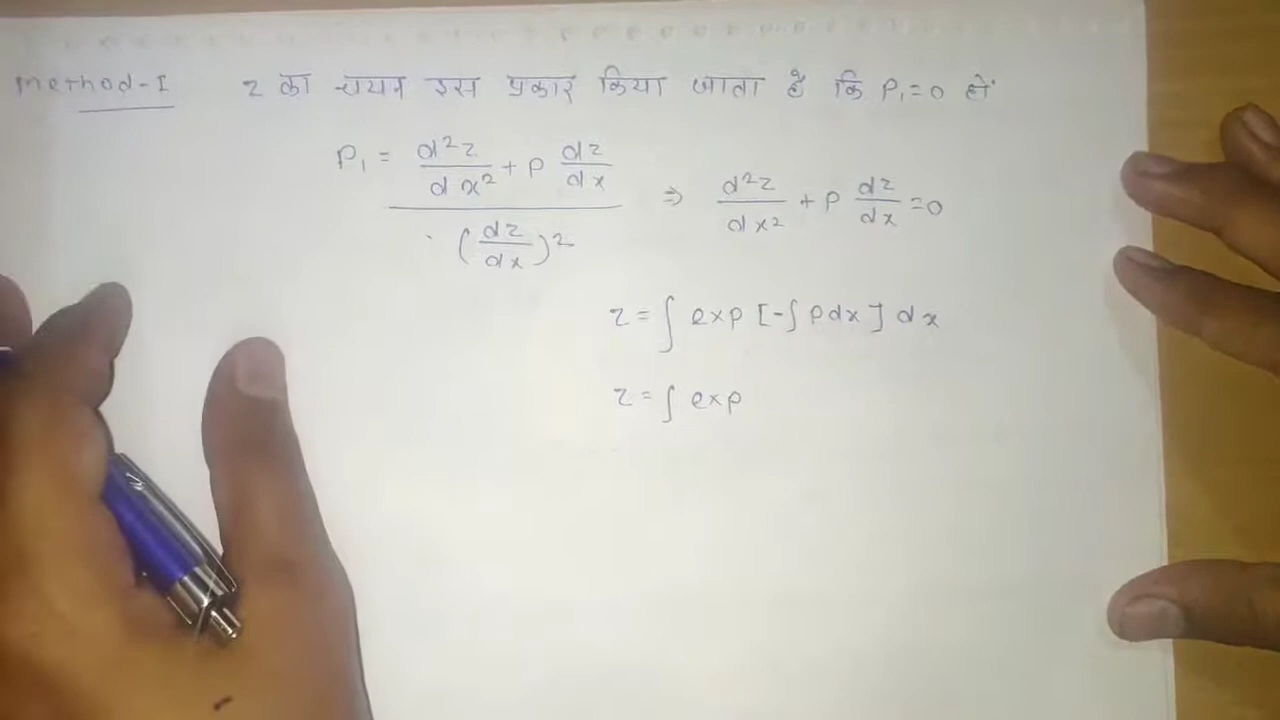 Method-I z का चयन इस प्रकार किया जाता है कि P₁=0 हो
P₁ = (d²z/dx² + P dz/dx) / (dz/dx)² ⇒ d²z/dx² + P dz/dx = 0
z = ∫ exp [-∫ pdx] dx
z = ∫ exp